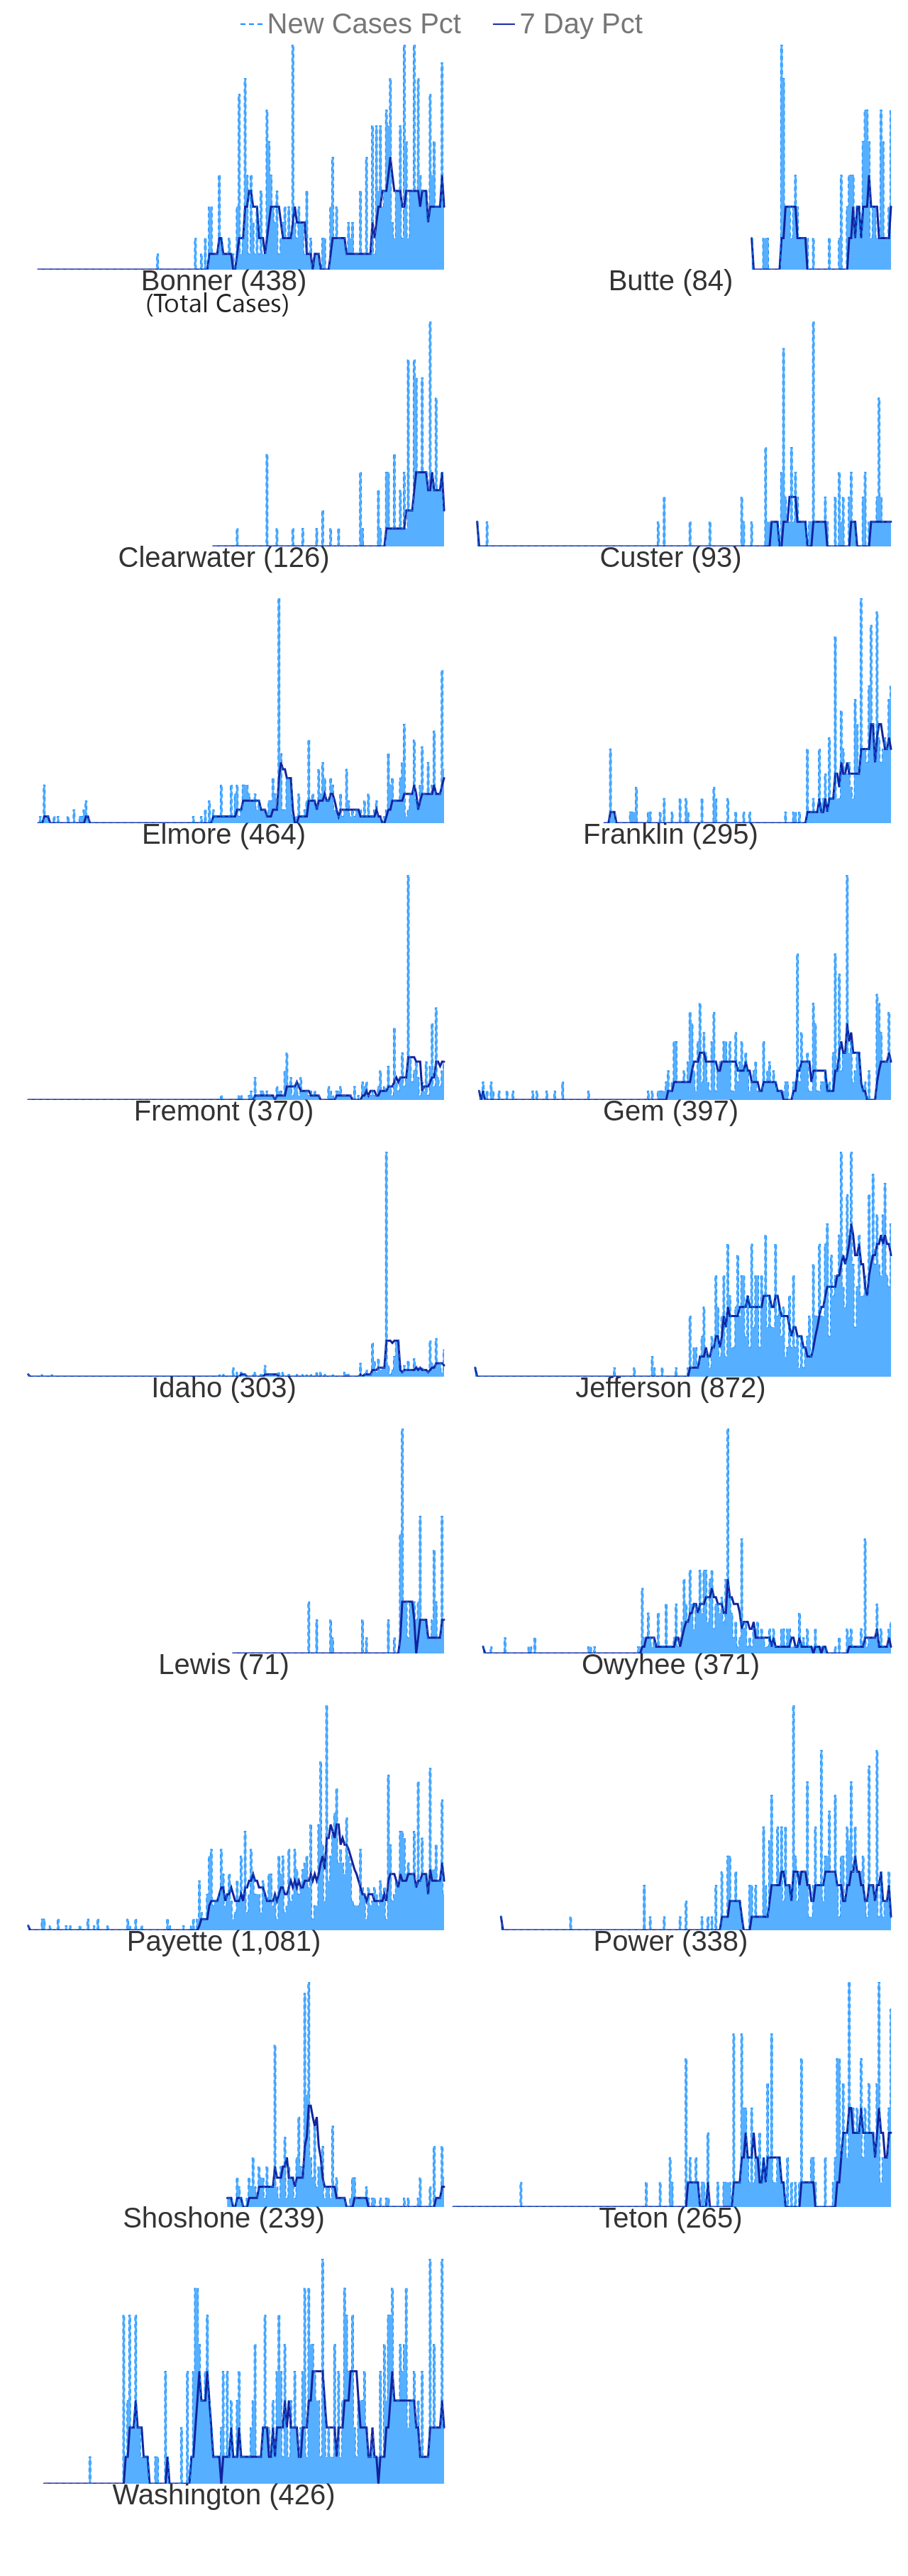 New Cases Pct 7 Day Pct
Bonner (438) Butte (84)
(Total Cases)
Clearwater (126) Custer (93)
Elmore (464) Franklin (295)
Fremont (370) Gem (397)
Idaho (303) Jefferson (872)
Lewis (71) Owyhee (371)
Payette (1,081) Power (338)
Shoshone (239) Teton (265)
Washington (426)